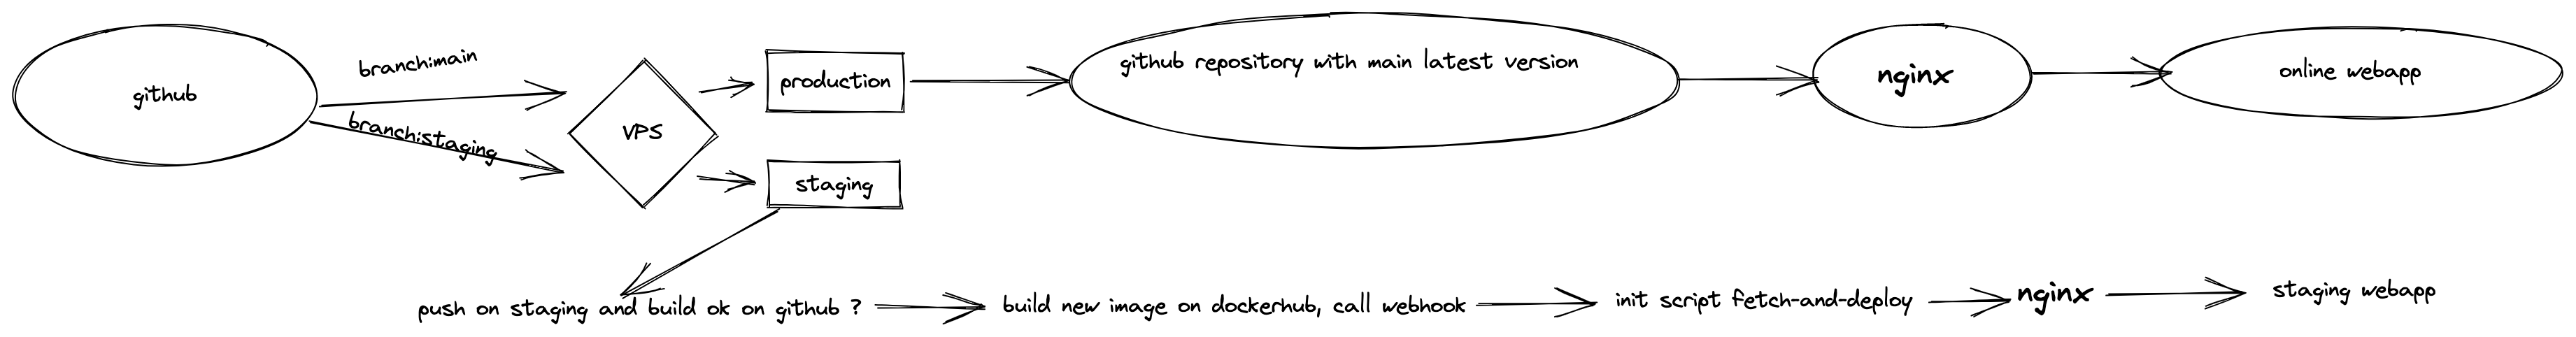 github
branch:main
branch:staging
VPS
production
staging
github repository with main latest version
nginx
online webapp
push on staging and build ok on github ?
build new image on dockerhub, call webhook
init script fetch-and-deploy
nginx
staging webapp